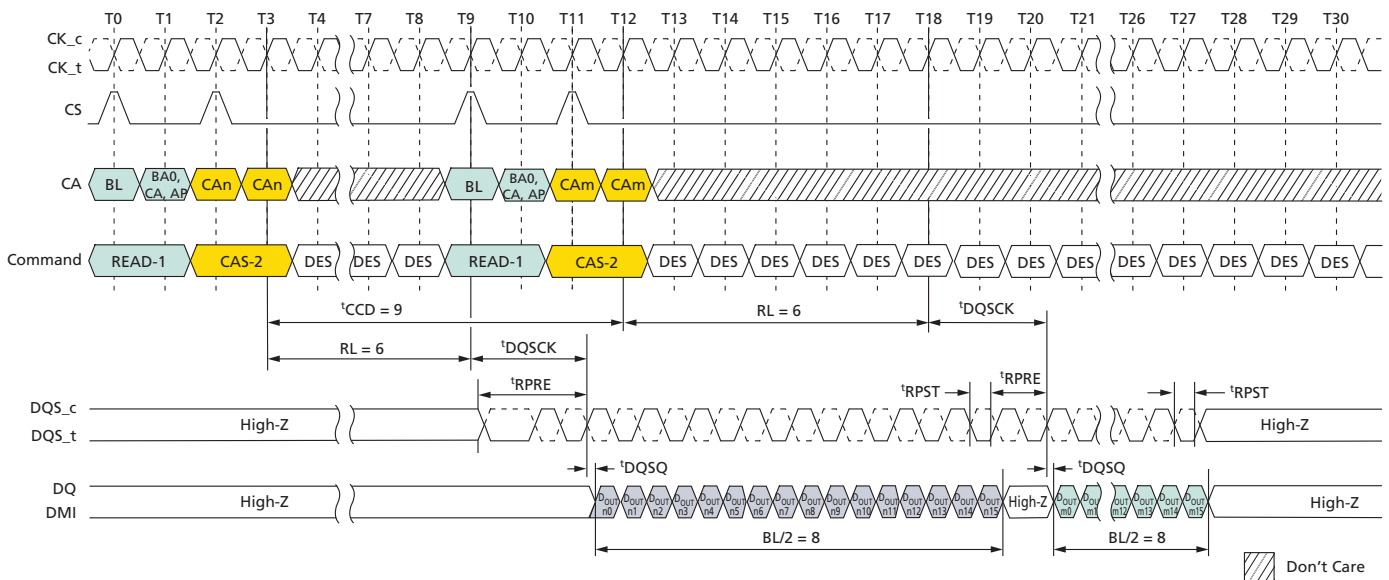 T0 T1 T2 T3 T4 T7 T8 T9 T10 T11 T12 T13 T14 T15 T16 T17 T18 T19 T20 T21 T26 T27 T28 T29 T30
CK_c
CK_t
CS
CA BL BA0, CA, AP CAn CAn BL BA0, CA, AP CAm CAm
Command READ-1 CAS-2 DES DES DES READ-1 CAS-2 DES DES DES DES DES DES DES DES DES DES DES DES DES DES
tCCD = 9 RL = 6 tDQSCK
RL = 6 tDQSCK
tRPRE tRPST tRPRE tRPST
DQS_c
DQS_t
High-Z High-Z
tDQSQ tDQSQ
DQ
DMI
High-Z DOUT n0 DOUT n1 DOUT n2 DOUT n3 DOUT n4 DOUT n5 DOUT n6 DOUT n7 DOUT n8 DOUT n9 DOUT n10 DOUT n11 DOUT n12 DOUT n13 DOUT n14 DOUT n15 High-Z DOUT m0 DOUT m1 DOUT m12 DOUT m13 DOUT m14 DOUT m15 High-Z
BL/2 = 8 BL/2 = 8
Don't Care